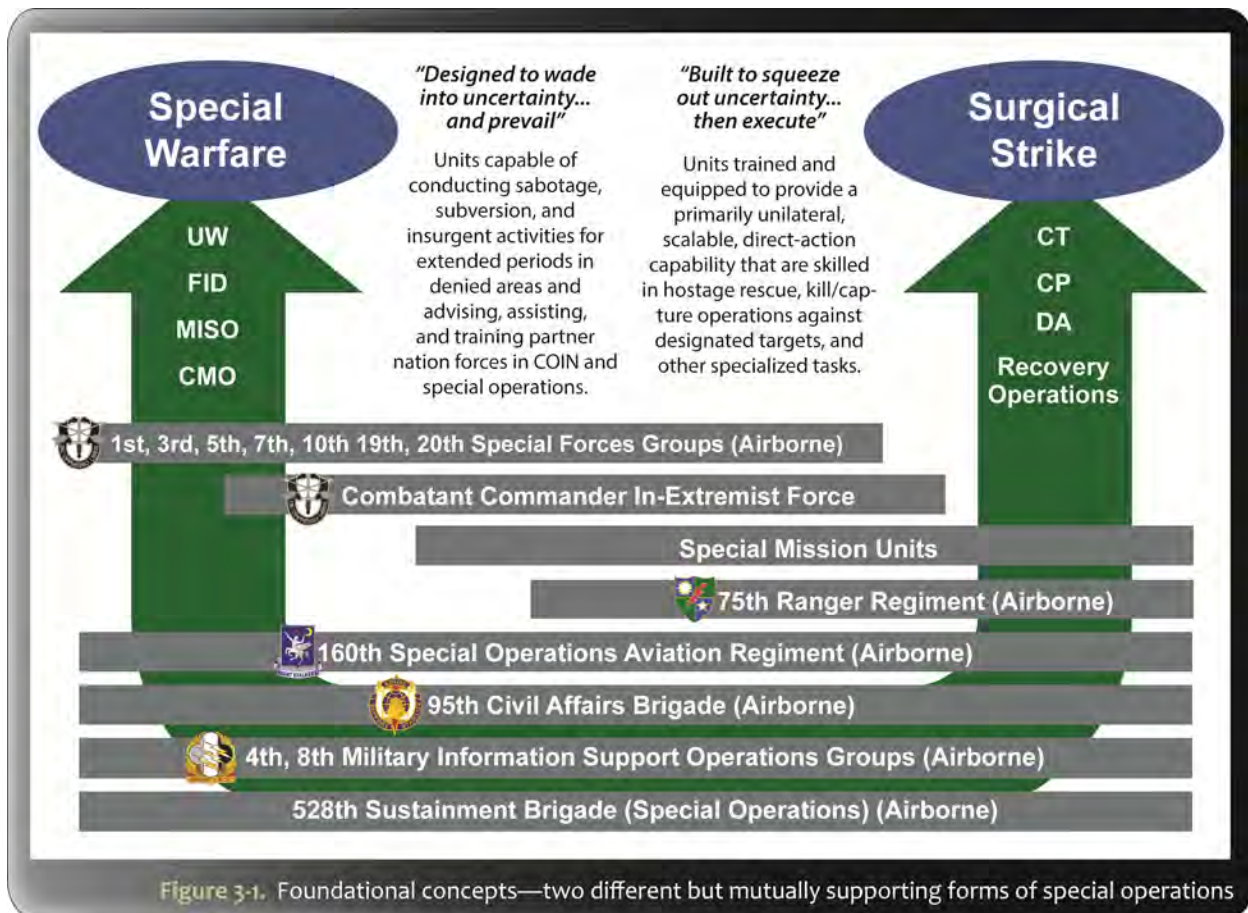 Special
Warfare
"Designed to wade
into uncertainty...
and prevail"
Units capable of
conducting sabotage,
subversion, and
insurgent activities for
extended periods in
denied areas and
advising, assisting,
and training partner
nation forces in COIN and
special operations.
"Built to squeeze
out uncertainty...
then execute"
Units trained and
equipped to provide a
primarily unilateral,
scalable, direct-action
capability that are skilled
in hostage rescue, kill/cap-
ture operations against
designated targets, and
other specialized tasks.
Surgical
Strike
UW
FID
MISO
CMO
CT
CP
DA
Recovery
Operations
1st, 3rd, 5th, 7th, 10th 19th, 20th Special Forces Groups (Airborne)
Combatant Commander In-Extremist Force
Special Mission Units
75th Ranger Regiment (Airborne)
160th Special Operations Aviation Regiment (Airborne)
95th Civil Affairs Brigade (Airborne)
4th, 8th Military Information Support Operations Groups (Airborne)
528th Sustainment Brigade (Special Operations) (Airborne)
Figure 3-1. Foundational concepts—two different but mutually supporting forms of special operations